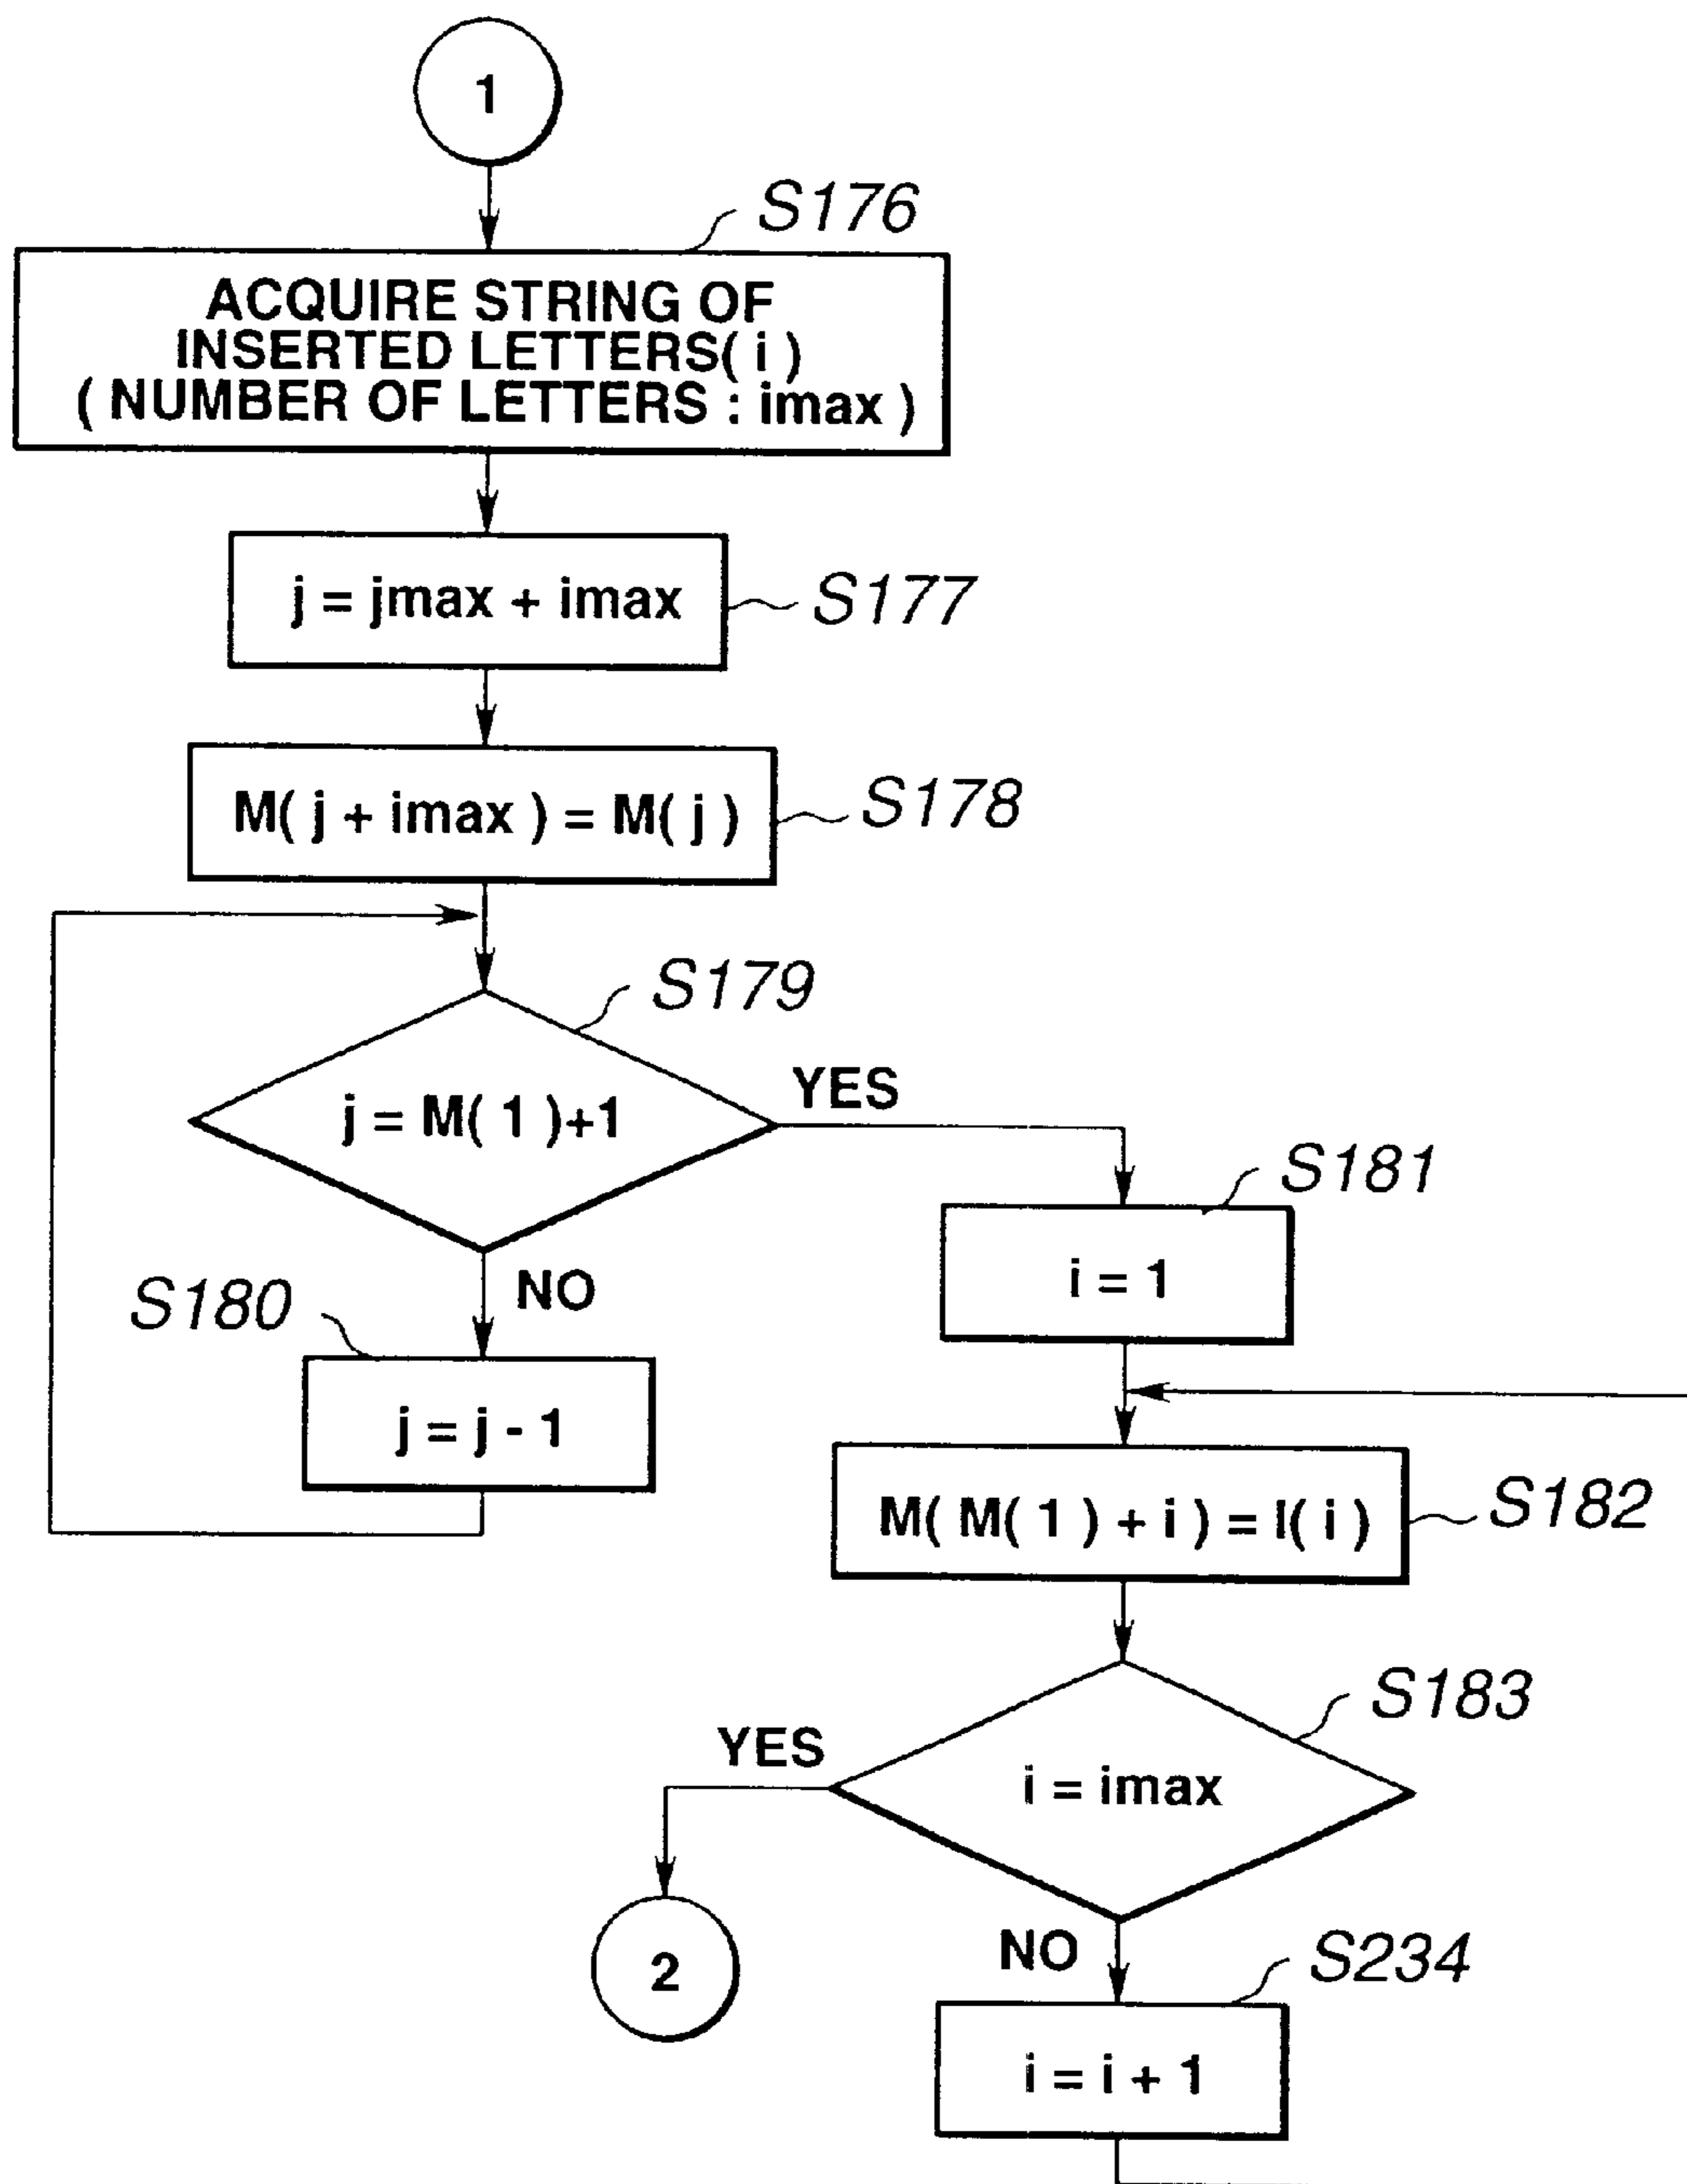 1
S176
ACQUIRE STRING OF
INSERTED LETTERS( i )
( NUMBER OF LETTERS : imax )
j = jmax + imax
S177
M( j + imax ) = M( j )
S178
S179
j = M( 1 )+1
YES
S181
i = 1
NO
S180
j = j - 1
M( M( 1 ) + i ) = I( i )
S182
S183
YES
i = imax
2
NO
S234
i = i + 1